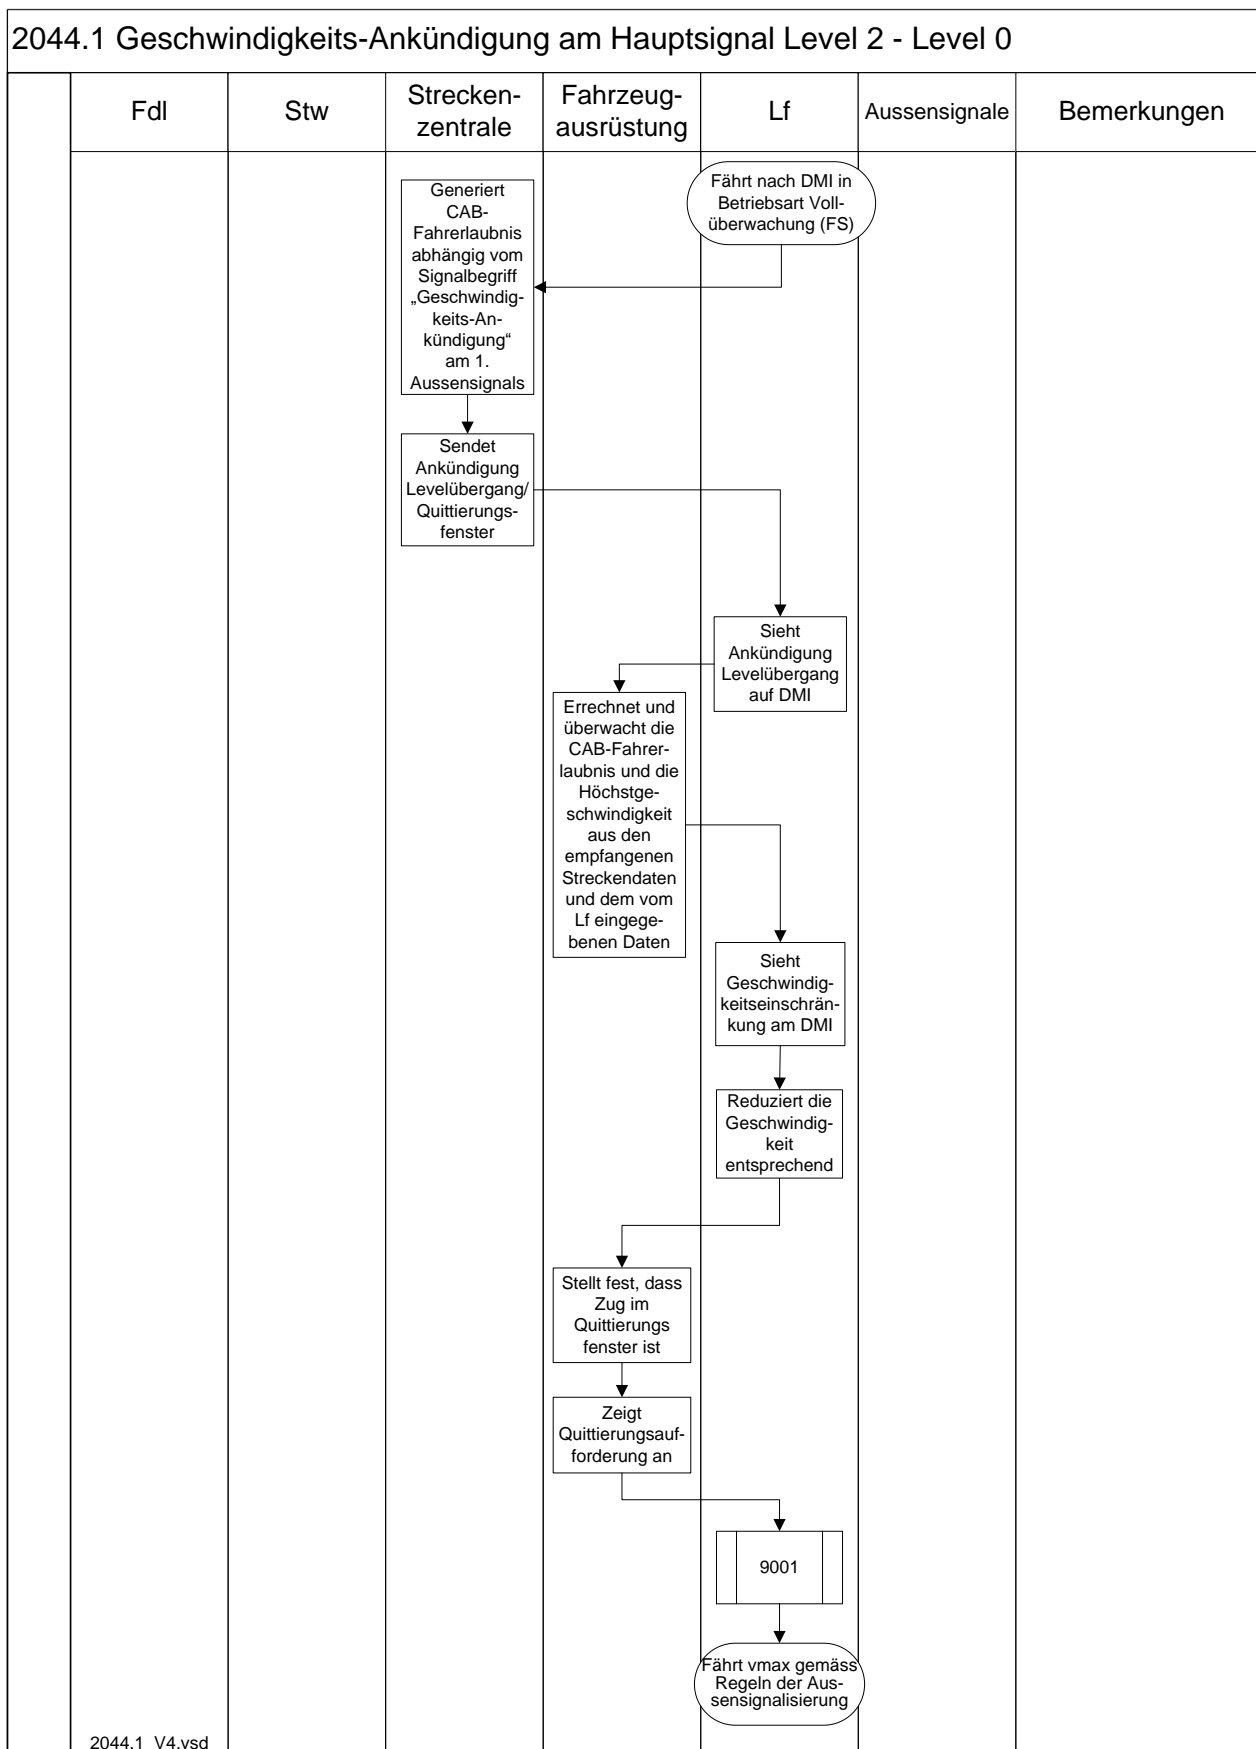 2044.1 Geschwindigkeits-Ankündigung am Hauptsignal Level 2 - Level 0
Fdl
Stw
Strecken-
zentrale
Fahrzeug-
ausrüstung
Lf
Aussensignale
Bemerkungen
Fährt nach DMI in
Betriebsart Voll-
überwachung (FS)
Generiert
CAB-
Fahrerlaubnis
abhängig vom
Signalbegriff
„Geschwindig-
keits-An-
kündigung“
am 1.
Aussensignals
Sendet
Ankündigung
Levelübergang/
Quittierungs-
fenster
Sieht
Ankündigung
Levelübergang
auf DMI
Errechnet und
überwacht die
CAB-Fahrer-
laubnis und die
Höchstge-
schwindigkeit
aus den
empfangenen
Streckendaten
und dem vom
Lf eingege-
benen Daten
Sieht
Geschwindig-
keitseinschrän-
kung am DMI
Reduziert die
Geschwindig-
keit
entsprechend
Stellt fest, dass
Zug im
Quittierungs
fenster ist
Zeigt
Quittierungsauf-
forderung an
9001
Fährt vmax gemäss
Regeln der Aus-
sensignalisierung
2044.1_V4.vsd